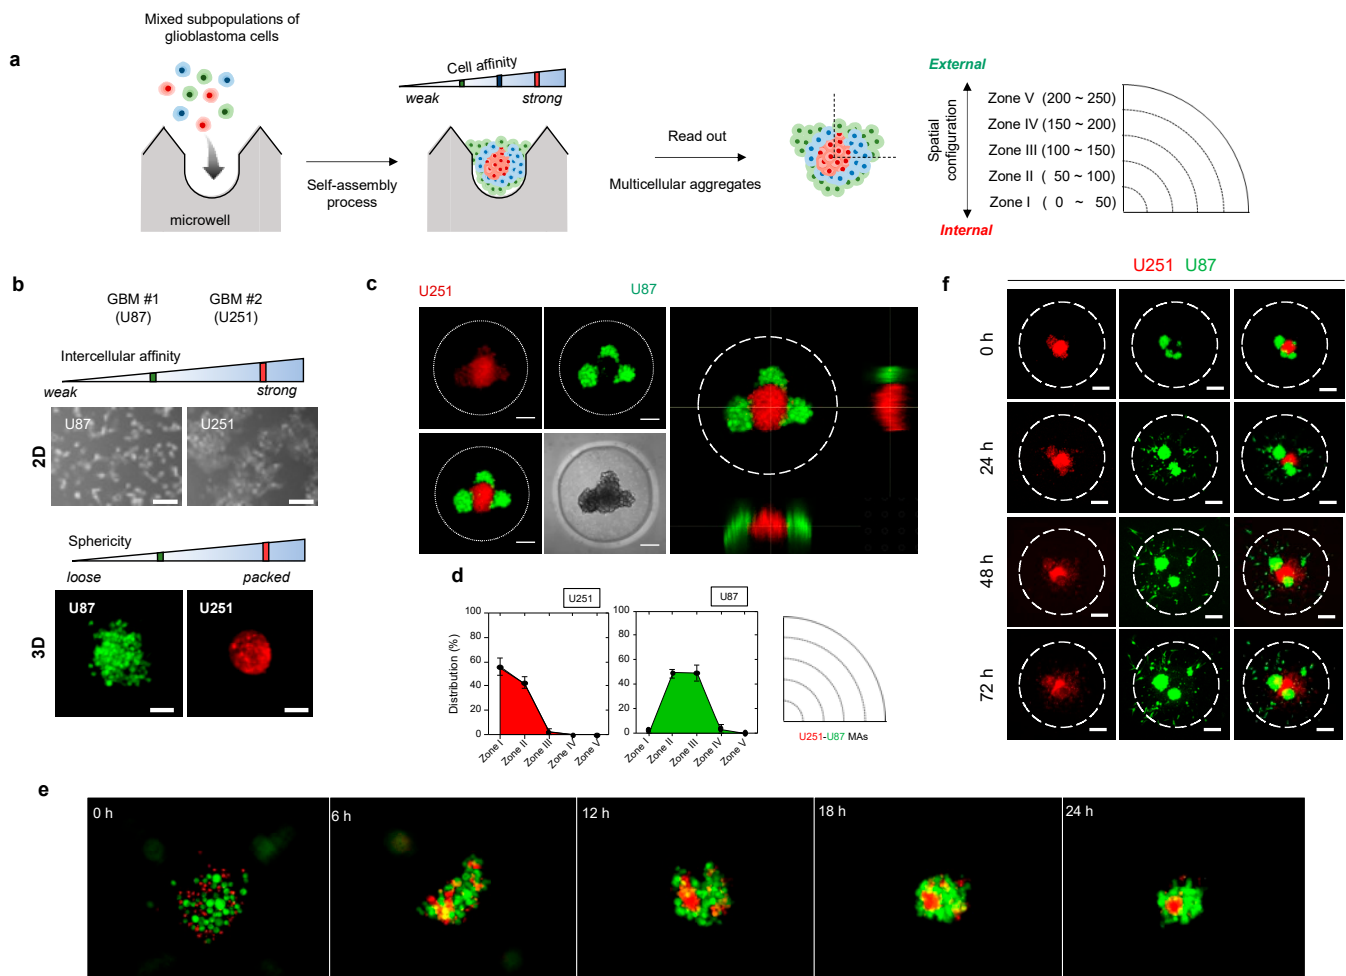 a
Mixed subpopulations of
glioblastoma cells
microwell
Self-assembly
process
Cell affinity
weak
strong
Read out
Multicellular aggregates
External
Spatial
configuration
Internal
Zone V (200 ~ 250)
Zone IV (150 ~ 200)
Zone III (100 ~ 150)
Zone II ( 50 ~ 100)
Zone I ( 0 ~ 50)
b
GBM #1
(U87)
GBM #2
(U251)
Intercellular affinity
weak
strong
2D
U87
U251
Sphericity
loose
packed
3D
U87
U251
c
U251
U87
d
U251
Distribution (%)
100
80
60
40
20
0
Zone I
Zone II
Zone III
Zone IV
Zone V
U87
100
80
60
40
20
0
Zone I
Zone II
Zone III
Zone IV
Zone V
U251-U87 MAs
e
0 h
6 h
12 h
18 h
24 h
f
U251 U87
0 h
24 h
48 h
72 h